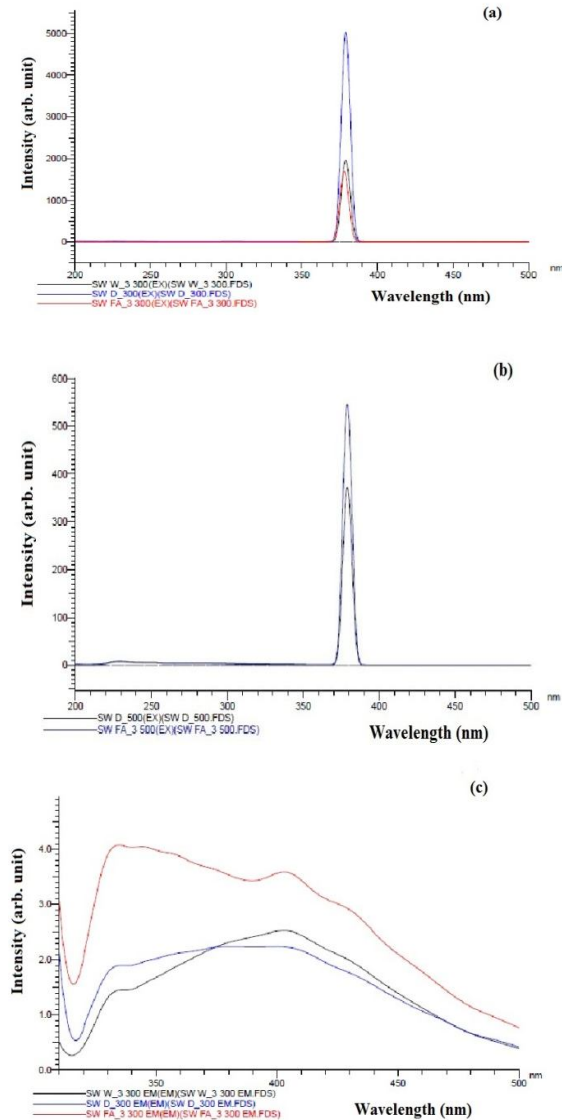 (a)
Intensity (arb. unit)
5000
4000
3000
2000
1000
0
200 250 300 350 400 450 500 nm
SW W_3 300(EX)(SW W_3 300.FDS)
SW D_300(EX)(SW D_300.FDS)
SW FA_3 300(EX)(SW FA_3 300.FDS)
Wavelength (nm)
(b)
Intensity (arb. unit)
600
500
400
300
200
100
0
200 250 300 350 400 450 500 nm
SW D_500(EX)(SW D_500.FDS)
SW FA_3 500(EX)(SW FA_3 500.FDS)
Wavelength (nm)
(c)
Intensity (arb. unit)
4.0
3.0
2.0
1.0
0.0
350 400 450 500 nm
SW W_3 300 EM(EM)(SW W_3 300 EM.FDS)
SW D_300 EM(EM)(SW D_300 EM.FDS)
SW FA_3 300 EM(EM)(SW FA_3 300 EM.FDS)
Wavelength (nm)